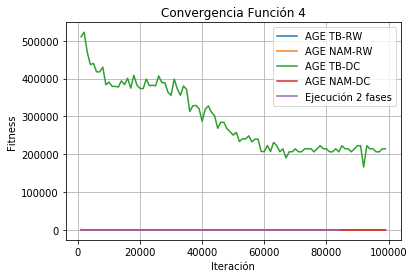 Convergencia Función 4
AGE TB-RW
AGE NAM-RW
AGE TB-DC
AGE NAM-DC
Ejecución 2 fases
Fitness
500000
400000
300000
200000
100000
0
0 20000 40000 60000 80000 100000
Iteración